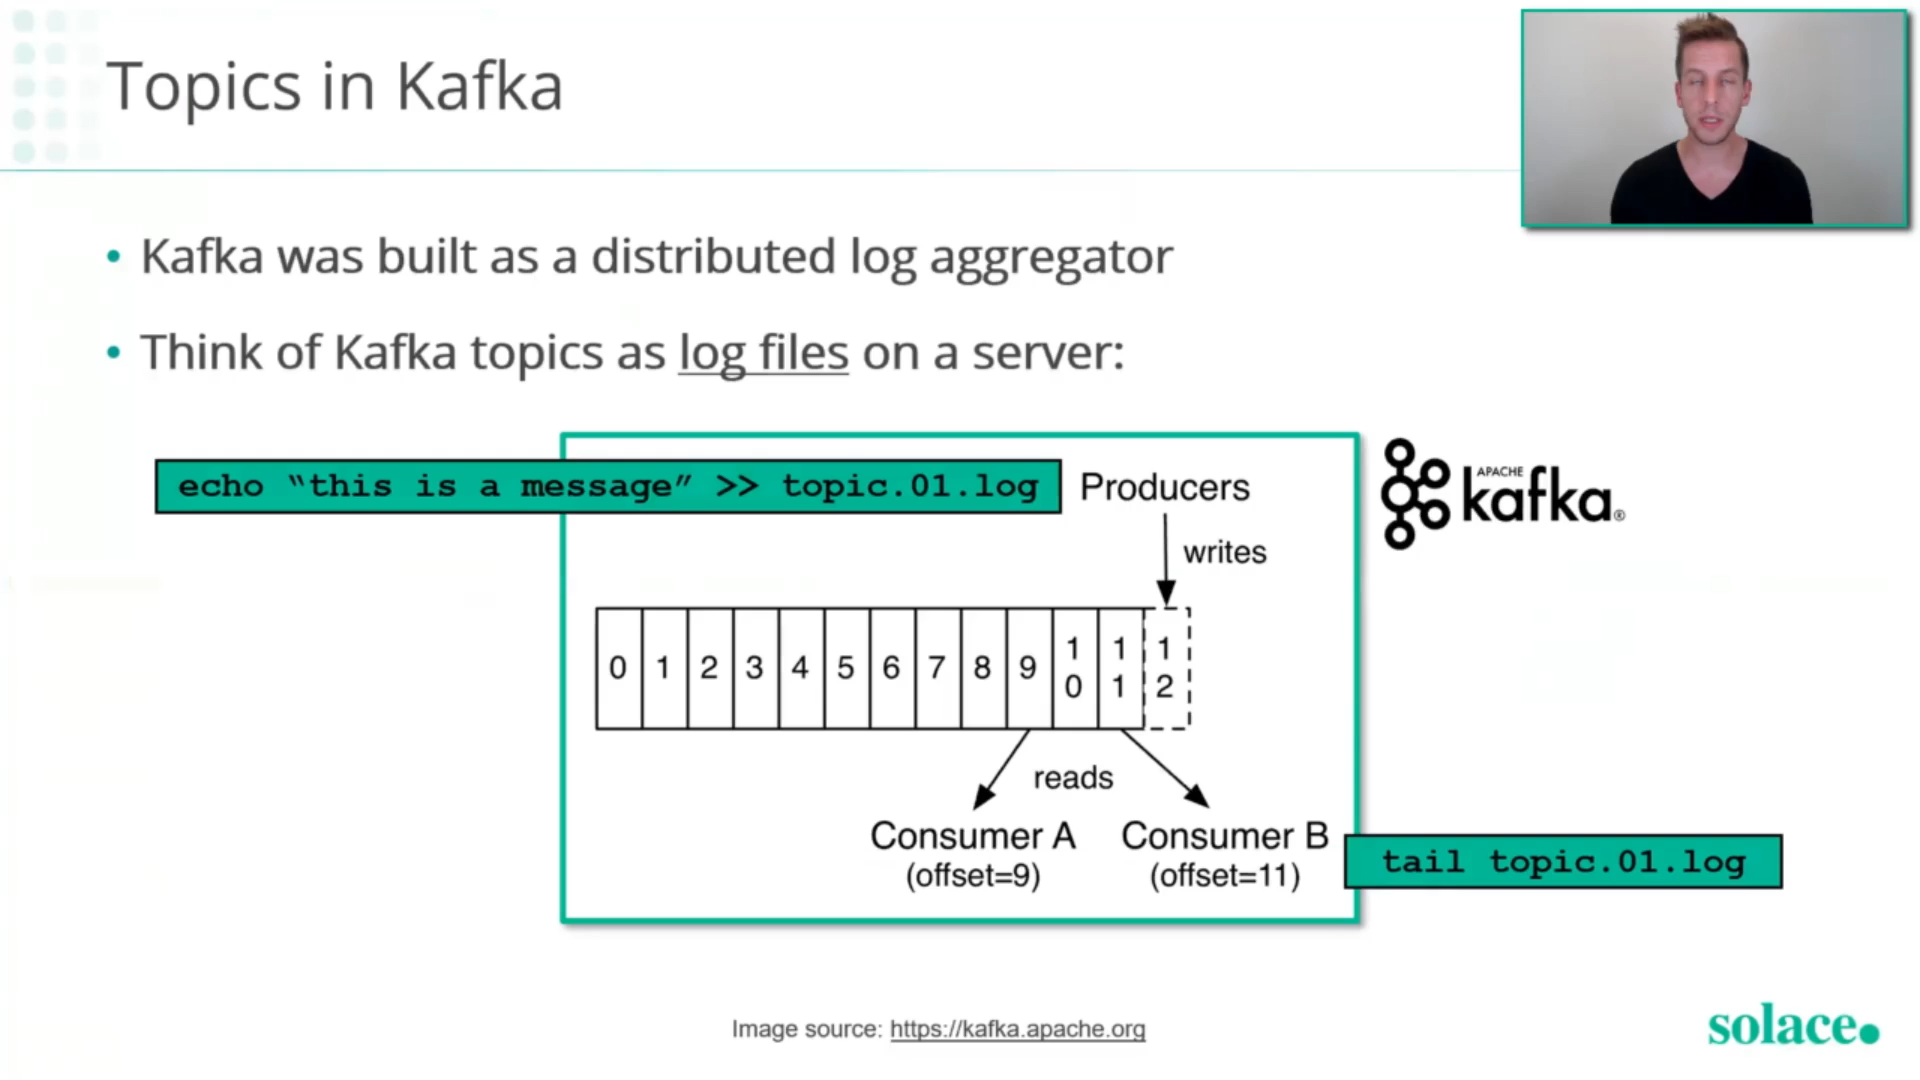 Topics in Kafka
• Kafka was built as a distributed log aggregator
• Think of Kafka topics as log files on a server:
echo “this is a message” >> topic.01.log
Producers
APACHE
kafka®
writes
0 1 2 3 4 5 6 7 8 9 10 11 12
reads
Consumer A
(offset=9)
Consumer B
(offset=11)
tail topic.01.log
Image source: https://kafka.apache.org
solace.